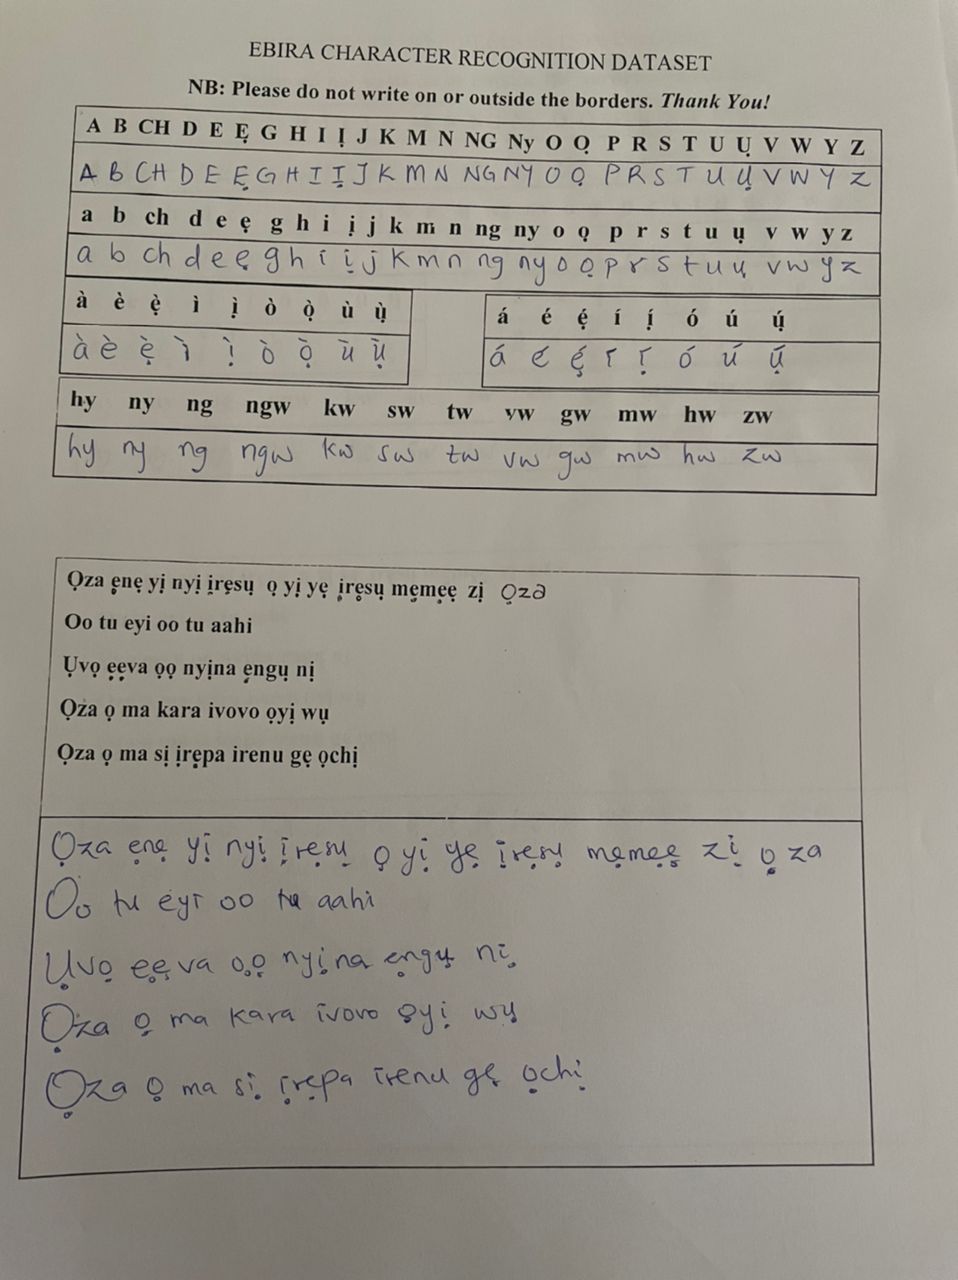 EBIRA CHARACTER RECOGNITION DATASET
NB: Please do not write on or outside the borders. Thank You!
A B CH D E Ẹ G H I Ị J K M N NG Ny O Ọ P R S T U Ụ V W Y Z
A B CH D E Ẹ G H I Ị J K M N NG NY O Ọ P R S T U Ụ V W Y Z
a b ch d e ẹ g h i ị j k m n ng ny o ọ p r s t u ụ v w y z
a b ch d e ẹ g h i ị j k m n ng ny o ọ p r s t u ụ v w y z
à è ẹ̀ ì ị̀ ò ọ̀ ù ụ̀
à è ẹ̀ ì ị̀ ò ọ̀ ù ụ̀
á é ẹ́ í ị́ ó ú ụ́
á é ẹ́ í ị́ ó ú ụ́
hy ny ng ngw kw sw tw vw gw mw hw zw
hy ny ng ngw kw sw tw vw gw mw hw zw
Ọza ẹnẹ yị nyị ịrẹsụ ọ yị yẹ ịrẹsụ mẹmẹẹ zị ọza
Oo tu eyi oo tu aahi
Ụvọ ẹẹva ọọ nyịna ẹngụ nị
Ọza ọ ma kara ivovo ọyị wụ
Ọza ọ ma sị ịrẹpa irenu gẹ ọchị
Ọza ẹnẹ yị nyị ịrẹsụ ọ yị yẹ ịrẹsụ mẹmẹẹ zị ọ za
Oo tu eyi oo tu aahi
Ụvọ ẹẹva ọọ nyịna ẹngụ nị
Ọza ọ ma kara ivovo ọyị wụ
Ọza ọ ma sị ịrẹpa irenu gẹ ọchị